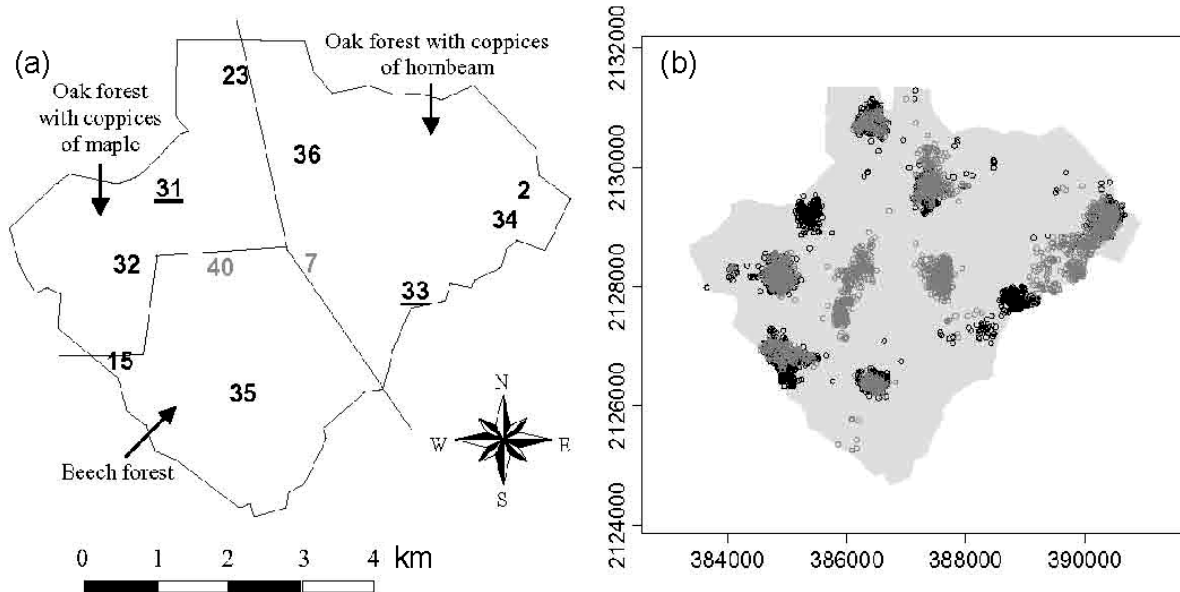 (a)
Oak forest with coppices
of hornbeam
23
Oak forest
with coppices
of maple
36
31
2
34
32
40
7
33
15
35
Beech forest
N
W
E
S
0
1
2
3
4
km
(b)
2132000
2130000
2128000
2126000
2124000
384000
386000
388000
390000